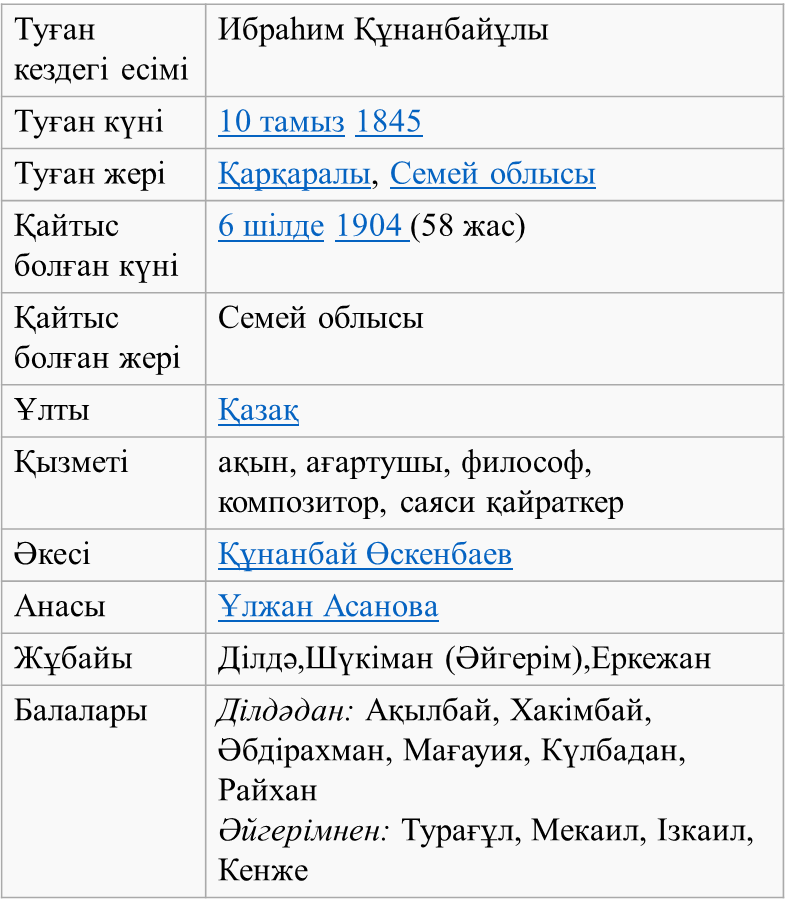 Туған
кездегі есімі
Ибраһим Құнанбайұлы
Туған күні
10 тамыз 1845
Туған жері
Қарқаралы, Семей облысы
Қайтыс
болған күні
6 шілде 1904 (58 жас)
Қайтыс
болған жері
Семей облысы
Ұлты
Қазақ
Қызметі
ақын, ағартушы, философ,
композитор, саяси қайраткер
Әкесі
Құнанбай Өскенбаев
Анасы
Ұлжан Асанова
Жұбайы
Ділдә,Шүкіман (Әйгерім),Еркежан
Балалары
Ділдәдан: Ақылбай, Хакімбай,
Әбдірахман, Мағауия, Күлбадан,
Райхан
Әйгерімнен: Турағұл, Мекаил, Ізкаил,
Кенже